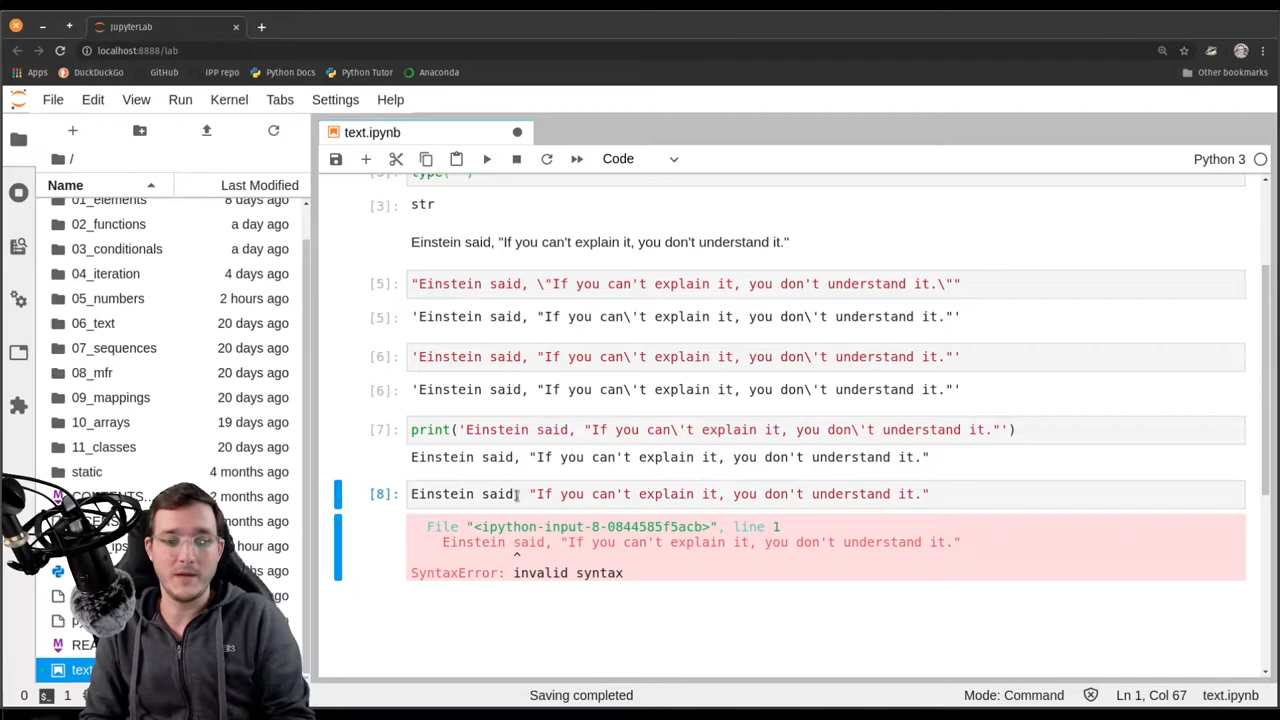 JupyterLab
localhost:8888/lab
Apps DuckDuckGo GitHub IPP repo Python Docs Python Tutor Anaconda Other bookmarks
File Edit View Run Kernel Tabs Settings Help
text.ipynb
/
Code Python 3
Name Last Modified
01_elements 8 days ago
02_functions a day ago
03_conditionals a day ago
04_iteration 4 days ago
05_numbers 2 hours ago
06_text 20 days ago
07_sequences 20 days ago
08_mfr 20 days ago
09_mappings 20 days ago
10_arrays 19 days ago
11_classes 20 days ago
static 4 months ago
CONTENTS... 20 days ago
hour ago
20 days ago
20 days ago
[3]: str
Einstein said, "If you can't explain it, you don't understand it."
[5]: "Einstein said, \"If you can't explain it, you don't understand it.\""
[5]: 'Einstein said, "If you can\'t explain it, you don\'t understand it."'
[6]: 'Einstein said, "If you can\'t explain it, you don\'t understand it."'
[6]: 'Einstein said, "If you can\'t explain it, you don\'t understand it."'
[7]: print('Einstein said, "If you can\'t explain it, you don\'t understand it."')
Einstein said, "If you can't explain it, you don't understand it."
[8]: Einstein said, "If you can't explain it, you don't understand it."
File "<ipython-input-8-0844585f5acb>", line 1
Einstein said, "If you can't explain it, you don't understand it."
^
SyntaxError: invalid syntax
0 $_ 1 Saving completed Mode: Command Ln 1, Col 67 text.ipynb